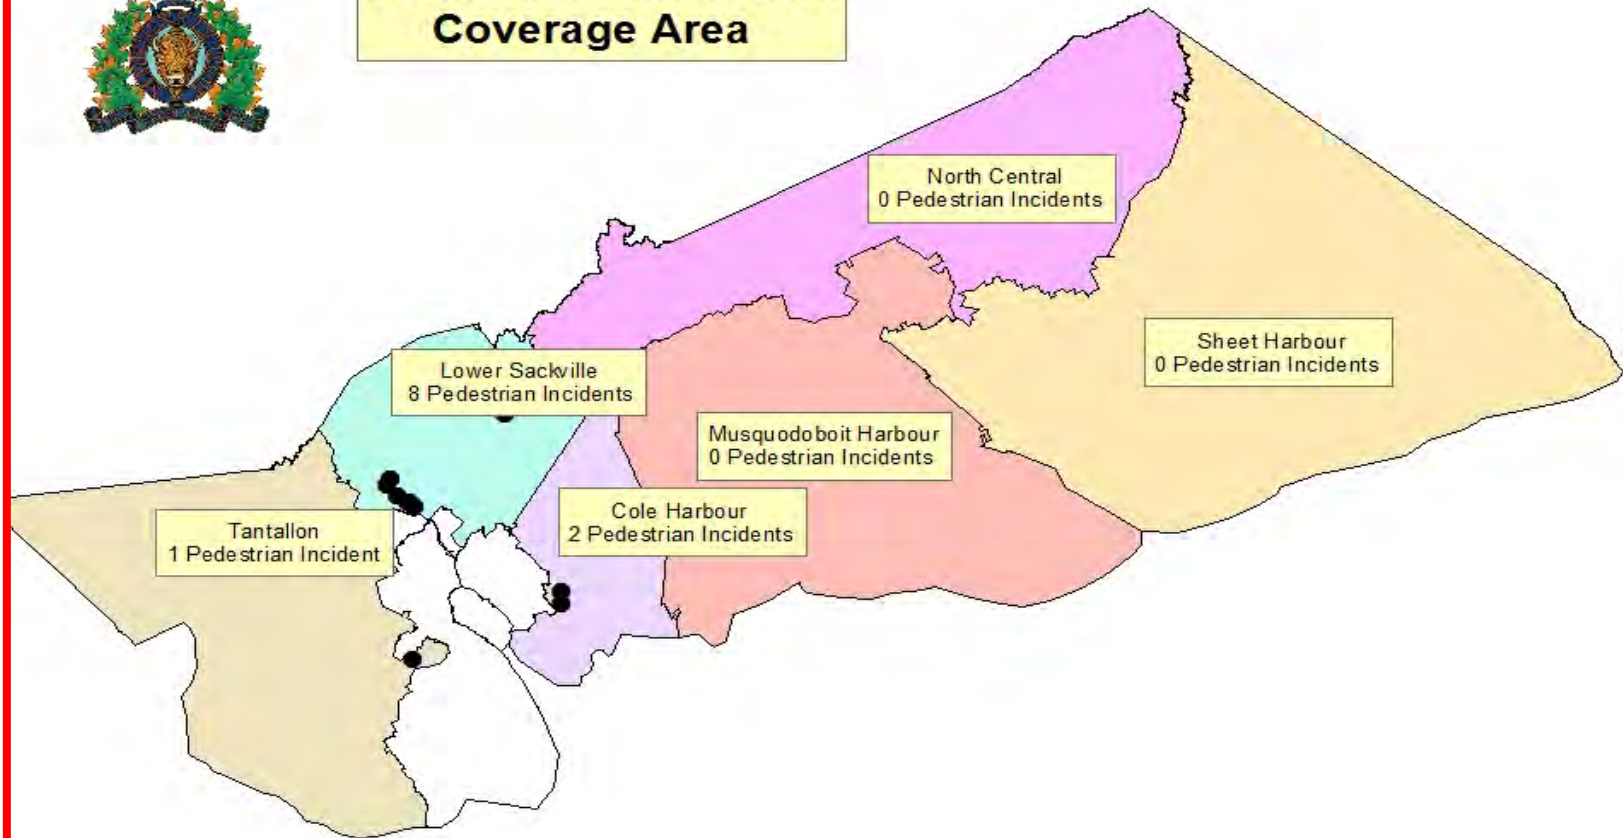 Coverage Area
North Central
0 Pedestrian Incidents
Sheet Harbour
0 Pedestrian Incidents
Lower Sackville
8 Pedestrian Incidents
Musquodoboit Harbour
0 Pedestrian Incidents
Cole Harbour
2 Pedestrian Incidents
Tantallon
1 Pedestrian Incident